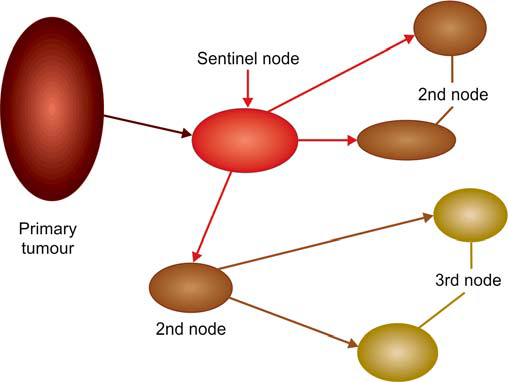 Sentinel node
2nd node
Primary
tumour
3rd node
2nd node